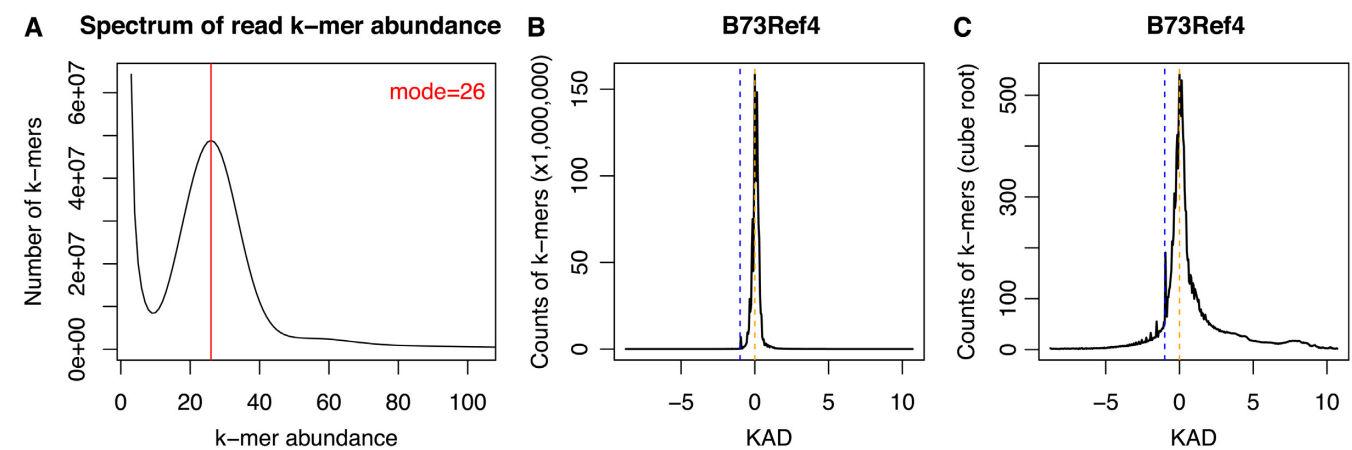 A Spectrum of read k−mer abundance
mode=26
Number of k−mers
0e+00 2e+07 4e+07 6e+07
0 20 40 60 80 100
k−mer abundance
B B73Ref4
Counts of k−mers (x1,000,000)
0 50 100 150
−5 0 5 10
KAD
C B73Ref4
Counts of k−mers (cube root)
0 100 300 500
−5 0 5 10
KAD